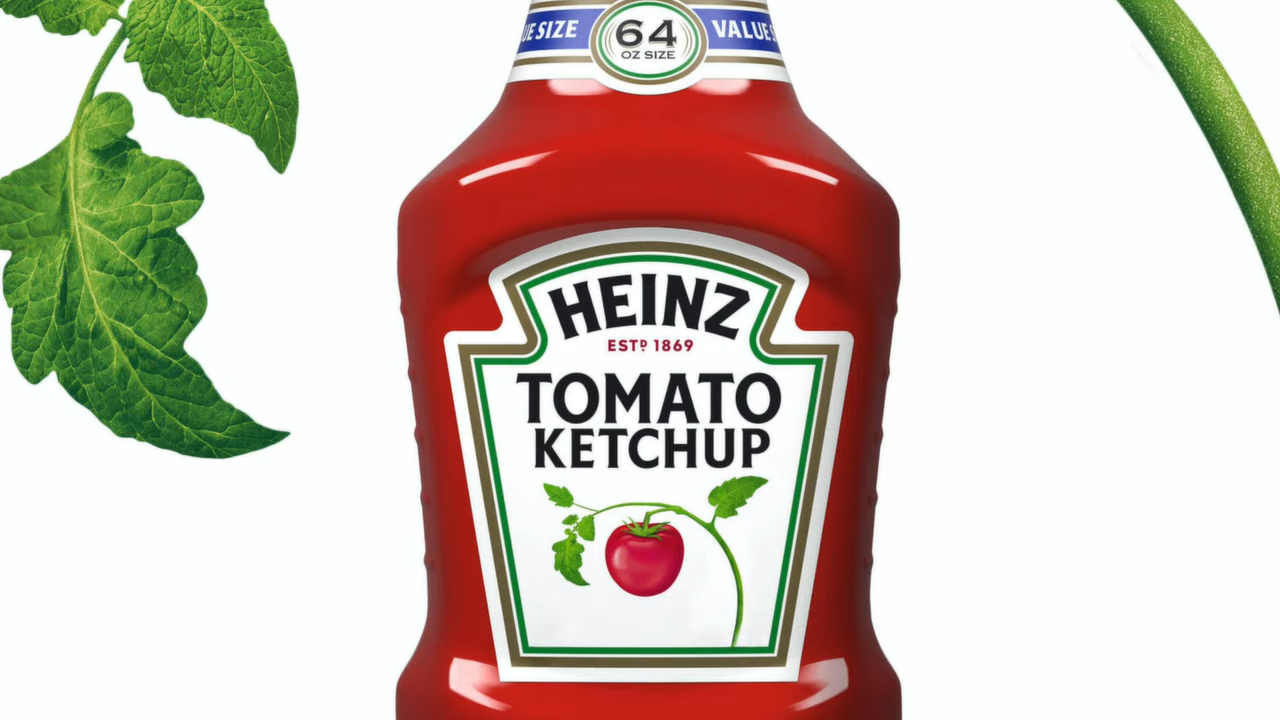 UE SIZE 64 VALUE
OZ SIZE
HEINZ
ESTD 1869
TOMATO
KETCHUP